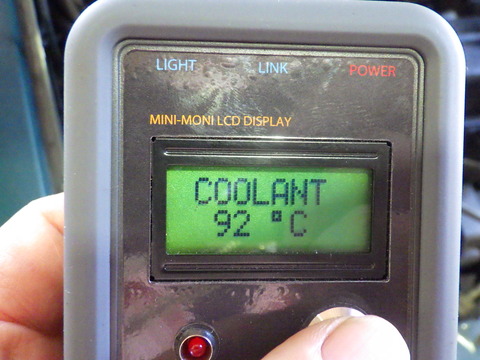 LIGHT LINK POWER
MINI-MONI LCD DISPLAY
COOLANT
92 °C